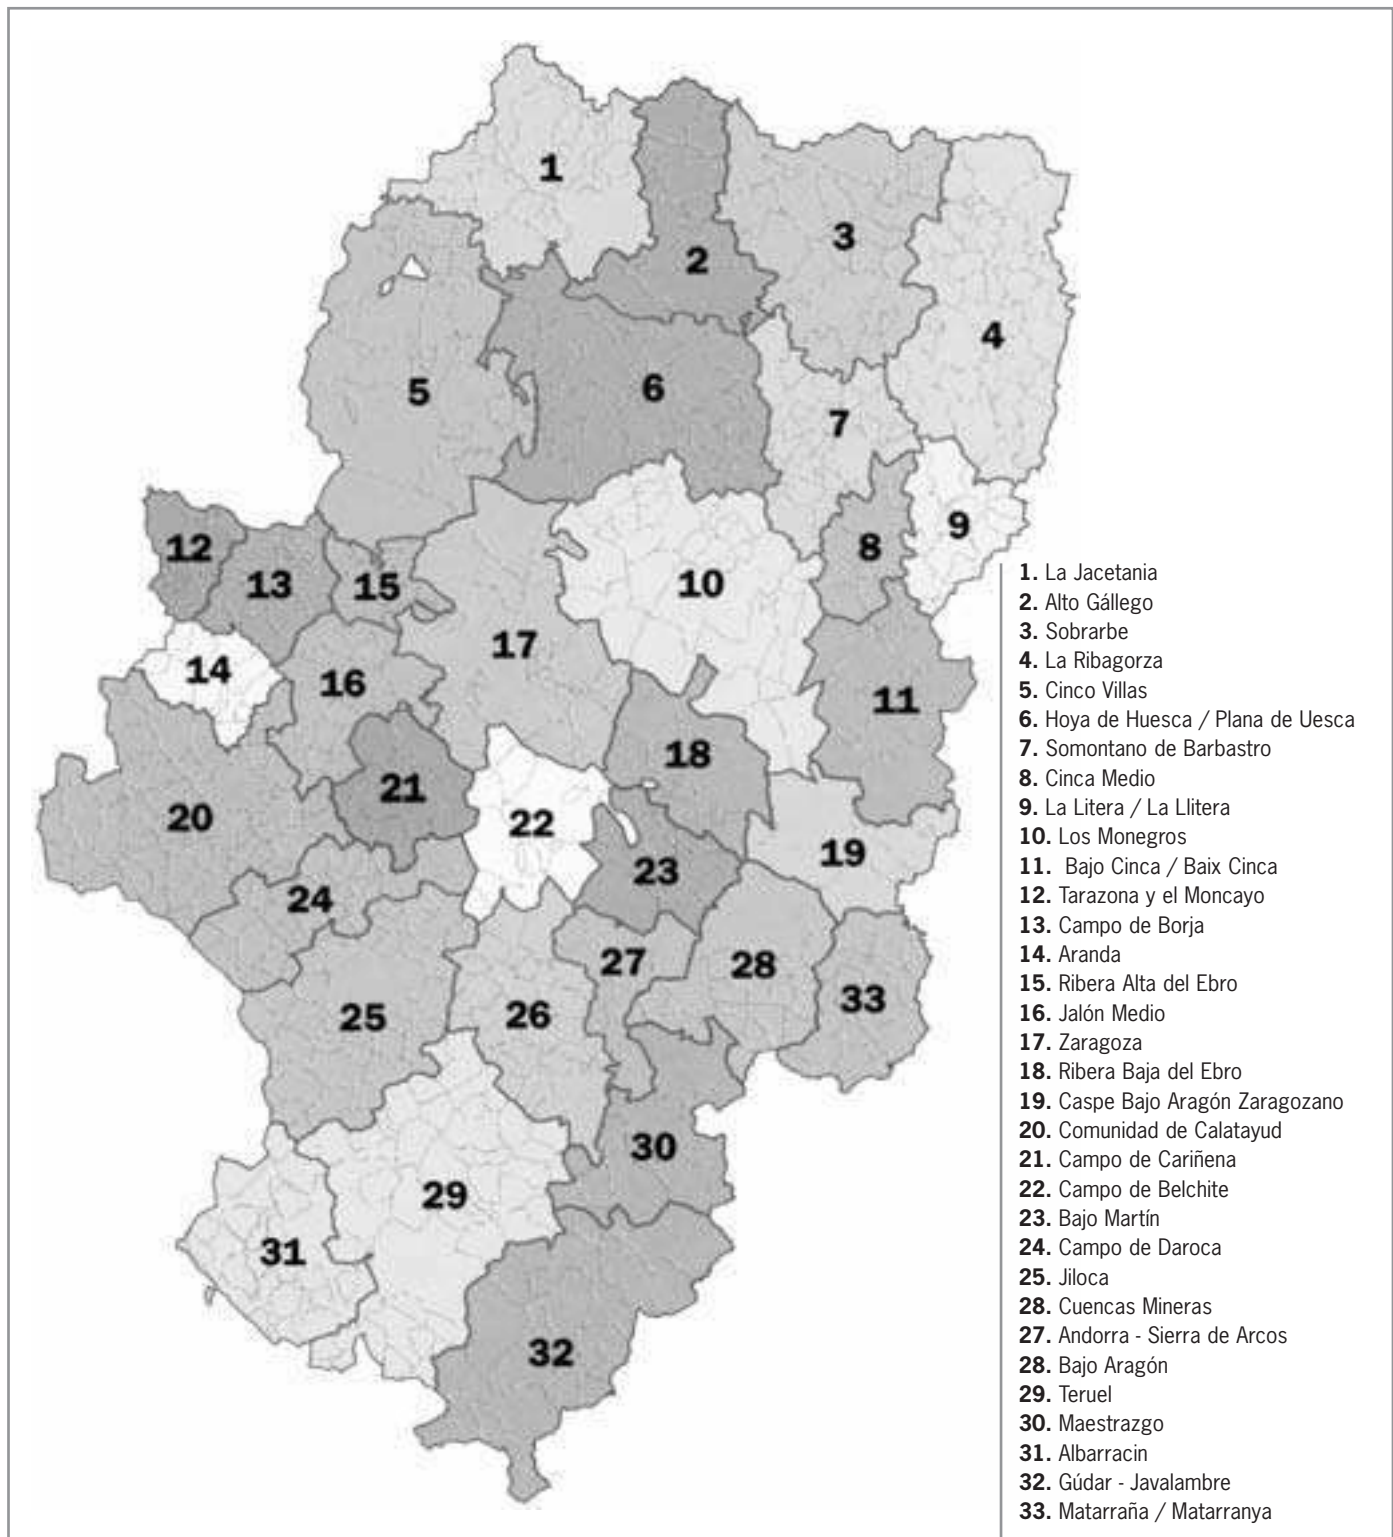 1
2
3
4
5
6
7
8
9
10
11
12
13
14
15
16
17
18
19
20
21
22
23
24
25
26
27
28
29
30
31
32
33
1. La Jacetania
2. Alto Gállego
3. Sobrarbe
4. La Ribagorza
5. Cinco Villas
6. Hoya de Huesca / Plana de Uesca
7. Somontano de Barbastro
8. Cinca Medio
9. La Litera / La Llitera
10. Los Monegros
11. Bajo Cinca / Baix Cinca
12. Tarazona y el Moncayo
13. Campo de Borja
14. Aranda
15. Ribera Alta del Ebro
16. Jalón Medio
17. Zaragoza
18. Ribera Baja del Ebro
19. Caspe Bajo Aragón Zaragozano
20. Comunidad de Calatayud
21. Campo de Cariñena
22. Campo de Belchite
23. Bajo Martín
24. Campo de Daroca
25. Jiloca
28. Cuencas Mineras
27. Andorra - Sierra de Arcos
28. Bajo Aragón
29. Teruel
30. Maestrazgo
31. Albarracin
32. Gúdar - Javalambre
33. Matarraña / Matarranya